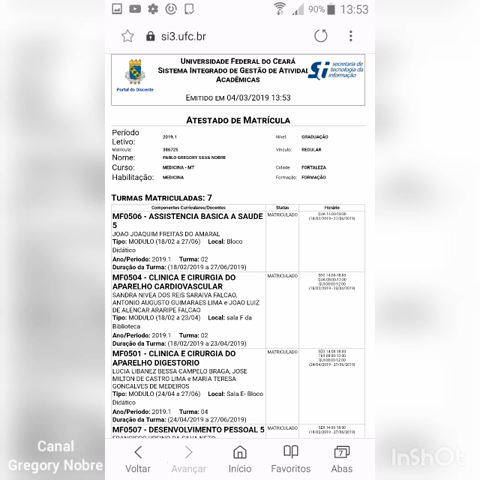 90% 13:53
si3.ufc.br
UNIVERSIDADE FEDERAL DO CEARÁ
SISTEMA INTEGRADO DE GESTÃO DE ATIVIDA
ACADÊMICAS
Si secretaria de
tecnologia da
informação
Portal do Discente
EMITIDO EM 04/03/2019 13:53
ATESTADO DE MATRÍCULA
Período
Letivo: 2019.1 Nível: GRADUAÇÃO
Matrícula: Vínculo: REGULAR
Nome: PABLO GREGORY SILVA NOBRE
Curso: MEDICINA - MT Cidade: FORTALEZA
Habilitação: MEDICINA Formação: FORMAÇÃO
TURMAS MATRICULADAS: 7
Componentes Curriculares/Docentes Status Horário
MF0506 - ASSISTENCIA BASICA A SAUDE MATRICULADO
5
JOAO JOAQUIM FREITAS DO AMARAL
Tipo: MODULO (18/02 a 27/06) Local: Bloco
Didático
Ano/Período: 2019.1 Turma: 02
Duração da Turma: (18/02/2019 a 27/06/2019)
MF0504 - CLINICA E CIRURGIA DO MATRICULADO
APARELHO CARDIOVASCULAR
SANDRA NIVEA DOS REIS SARAIVA FALCAO,
ANTONIO AUGUSTO GUIMARAES LIMA e JOAO LUIZ
DE ALENCAR ARARIPE FALCAO
Tipo: MODULO (18/02 a 23/04) Local: sala F da
Biblioteca
Ano/Período: 2019.1 Turma: 02
Duração da Turma: (18/02/2019 a 23/04/2019)
MF0501 - CLINICA E CIRURGIA DO MATRICULADO
APARELHO DIGESTORIO
LUCIA LIBANEZ BESSA CAMPELO BRAGA, JOSE
MILTON DE CASTRO LIMA e MARIA TERESA
GONCALVES DE MEDEIROS
Tipo: MODULO (24/04 a 27/06) Local: Sala E- Bloco
Didático
Ano/Período: 2019.1 Turma: 04
Duração da Turma: (24/04/2019 a 27/06/2019)
MF0507 - DESENVOLVIMENTO PESSOAL 5 MATRICULADO
Voltar Avançar Início Favoritos 7 Abas
Canal
Gregory Nobre
InShOt